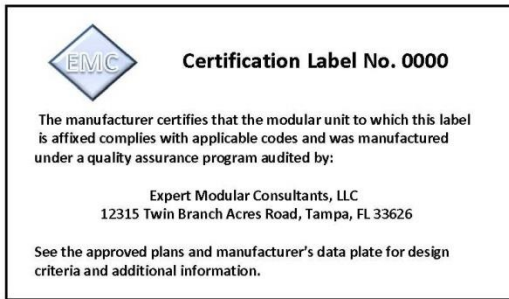 EMC
Certification Label No. 0000
The manufacturer certifies that the modular unit to which this label
is affixed complies with applicable codes and was manufactured
under a quality assurance program audited by:
Expert Modular Consultants, LLC
12315 Twin Branch Acres Road, Tampa, FL 33626
See the approved plans and manufacturer's data plate for design
criteria and additional information.